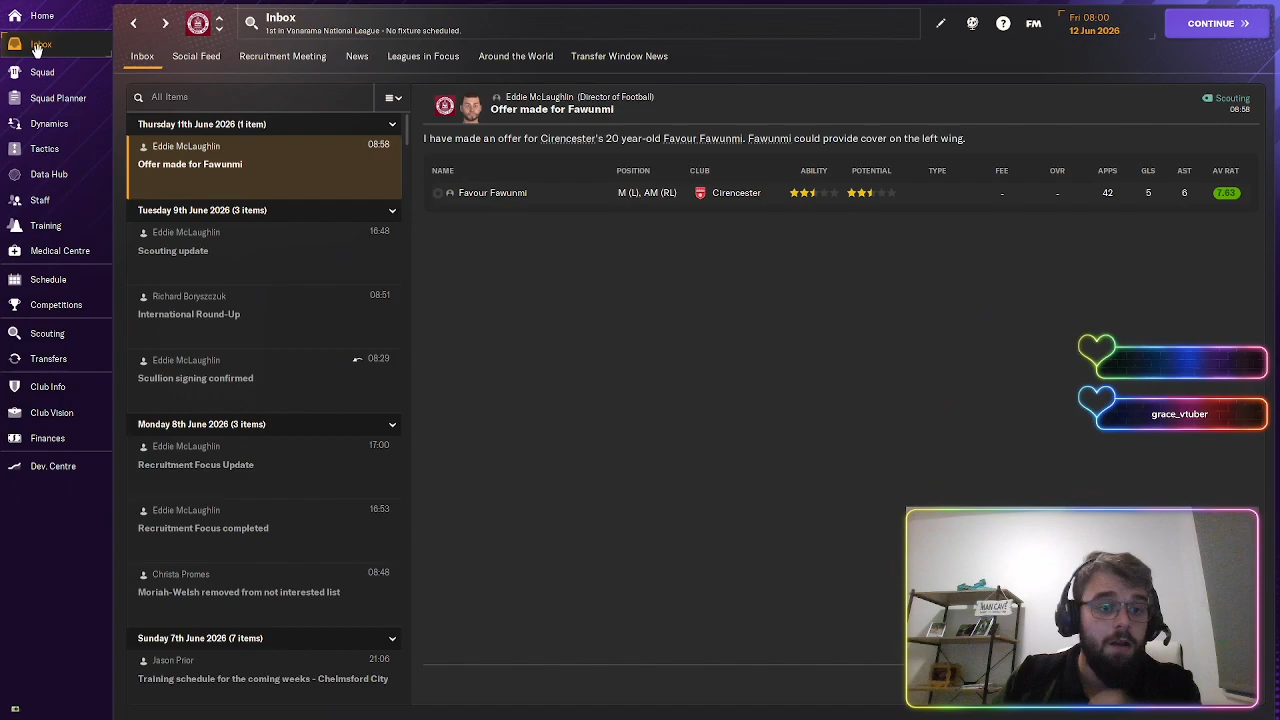 Home
Inbox
Squad
Squad Planner
Dynamics
Tactics
Data Hub
Staff
Training
Medical Centre
Schedule
Competitions
Scouting
Transfers
Club Info
Club Vision
Finances
Dev. Centre
Inbox
1st in Vanarama National League - No fixture scheduled.
FM
Fri 08:00
12 Jun 2026
CONTINUE
Inbox Social Feed Recruitment Meeting News Leagues in Focus Around the World Transfer Window News
All Items
Thursday 11th June 2026 (1 item)
Eddie McLaughlin 08:58
Offer made for Fawunmi
Tuesday 9th June 2026 (3 items)
Eddie McLaughlin 16:48
Scouting update
Richard Boryszczuk 08:51
International Round-Up
Eddie McLaughlin 08:29
Scullion signing confirmed
Monday 8th June 2026 (3 items)
Eddie McLaughlin 17:00
Recruitment Focus Update
Eddie McLaughlin 16:53
Recruitment Focus completed
Christa Promes 08:48
Moriah-Welsh removed from not interested list
Sunday 7th June 2026 (7 items)
Jason Prior 21:06
Training schedule for the coming weeks - Chelmsford City
Eddie McLaughlin (Director of Football)
Offer made for Fawunmi
Scouting
08:58
I have made an offer for Cirencester's 20 year-old Favour Fawunmi. Fawunmi could provide cover on the left wing.
NAME POSITION CLUB ABILITY POTENTIAL TYPE FEE OVR APPS GLS AST AV RAT
Favour Fawunmi M (L), AM (RL) Cirencester - - 42 5 6 7.63
grace_vtuber
MAN CAVE